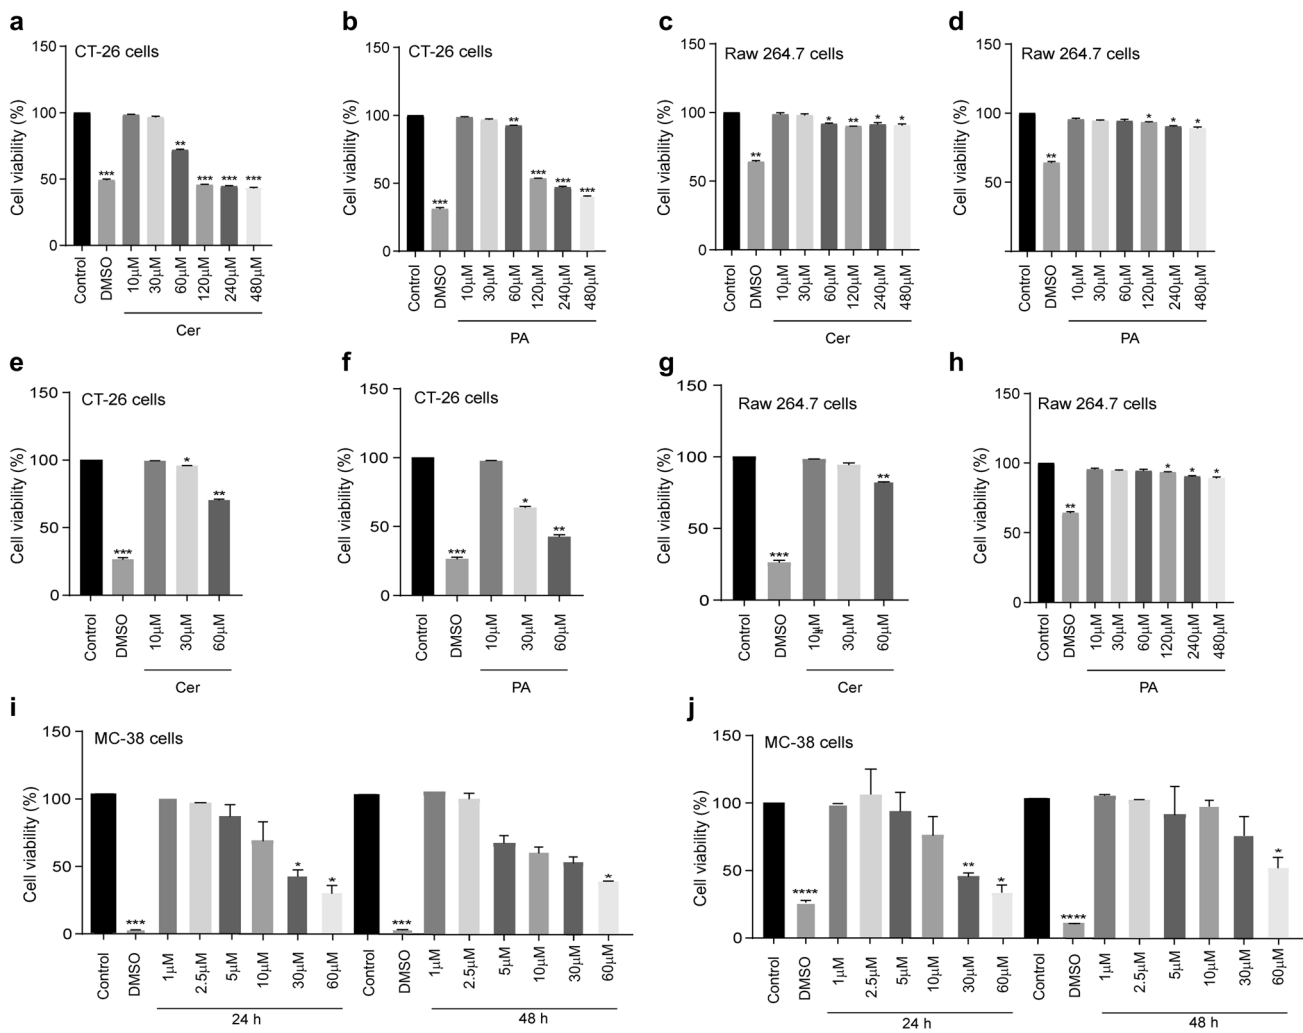 a
150
CT-26 cells
100
50
0
Cell viability (%)
***
**
***
***
***
Control
DMSO
10μM
30μM
60μM
120μM
240μM
480μM
Cer
b
150
CT-26 cells
100
50
0
Cell viability (%)
***
**
***
***
***
Control
DMSO
10μM
30μM
60μM
120μM
240μM
480μM
PA
c
150
Raw 264.7 cells
100
50
0
Cell viability (%)
**
*
**
*
*
Control
DMSO
10μM
30μM
60μM
120μM
240μM
480μM
Cer
d
150
Raw 264.7 cells
100
50
Cell viability (%)
**
*
*
*
Control
DMSO
10μM
30μM
60μM
120μM
240μM
480μM
PA
e
150
CT-26 cells
100
50
0
Cell viability (%)
***
*
**
Control
DMSO
10μM
30μM
60μM
Cer
f
150
CT-26 cells
100
50
0
Cell viability (%)
***
*
**
Control
DMSO
10μM
30μM
60μM
PA
g
150
Raw 264.7 cells
100
50
0
Cell viability (%)
***
**
Control
DMSO
10μM
30μM
60μM
Cer
h
150
Raw 264.7 cells
100
50
0
Cell viability (%)
**
*
*
*
Control
DMSO
10μM
30μM
60μM
120μM
240μM
480μM
PA
i
150
MC-38 cells
100
50
0
Cell viability (%)
***
*
*
***
*
Control
DMSO
1μM
2.5μM
5μM
10μM
30μM
60μM
24 h
Control
DMSO
1μM
2.5μM
5μM
10μM
30μM
60μM
48 h
j
150
MC-38 cells
100
50
0
Cell viability (%)
****
**
*
****
*
Control
DMSO
1μM
2.5μM
5μM
10μM
30μM
60μM
24 h
Control
DMSO
1μM
2.5μM
5μM
10μM
30μM
60μM
48 h